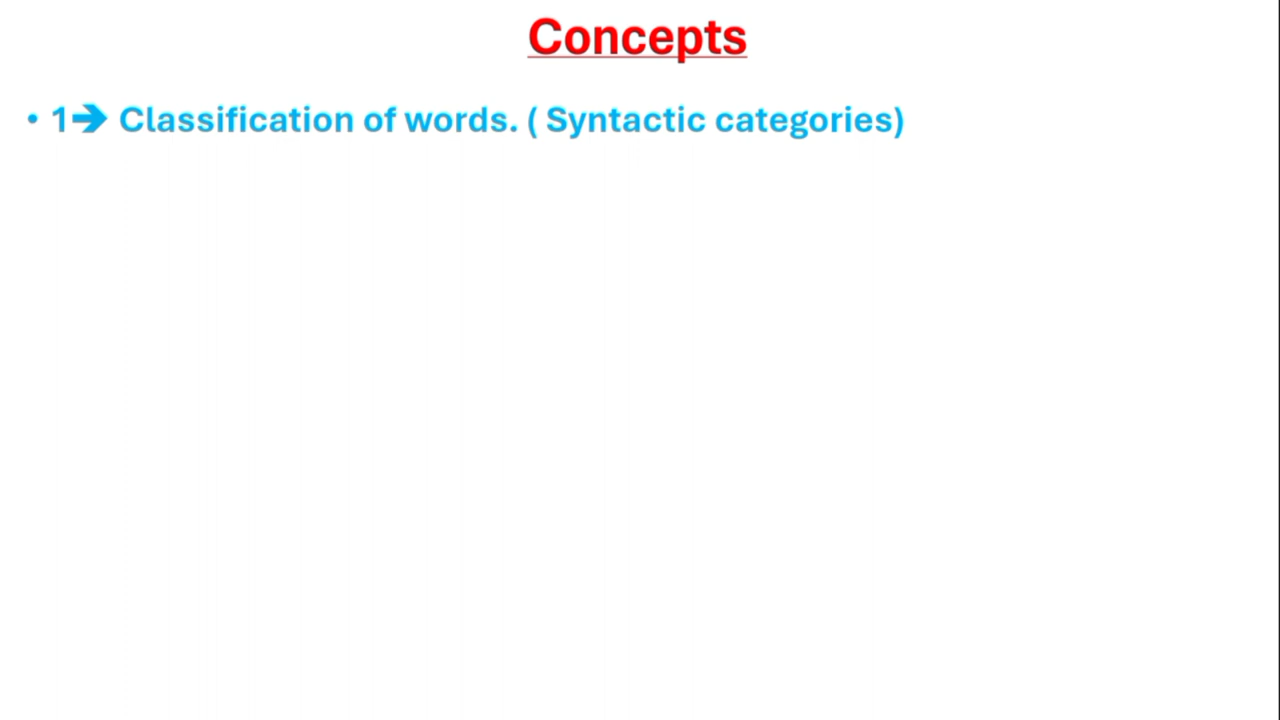 Concepts
• 1➔ Classification of words. ( Syntactic categories)